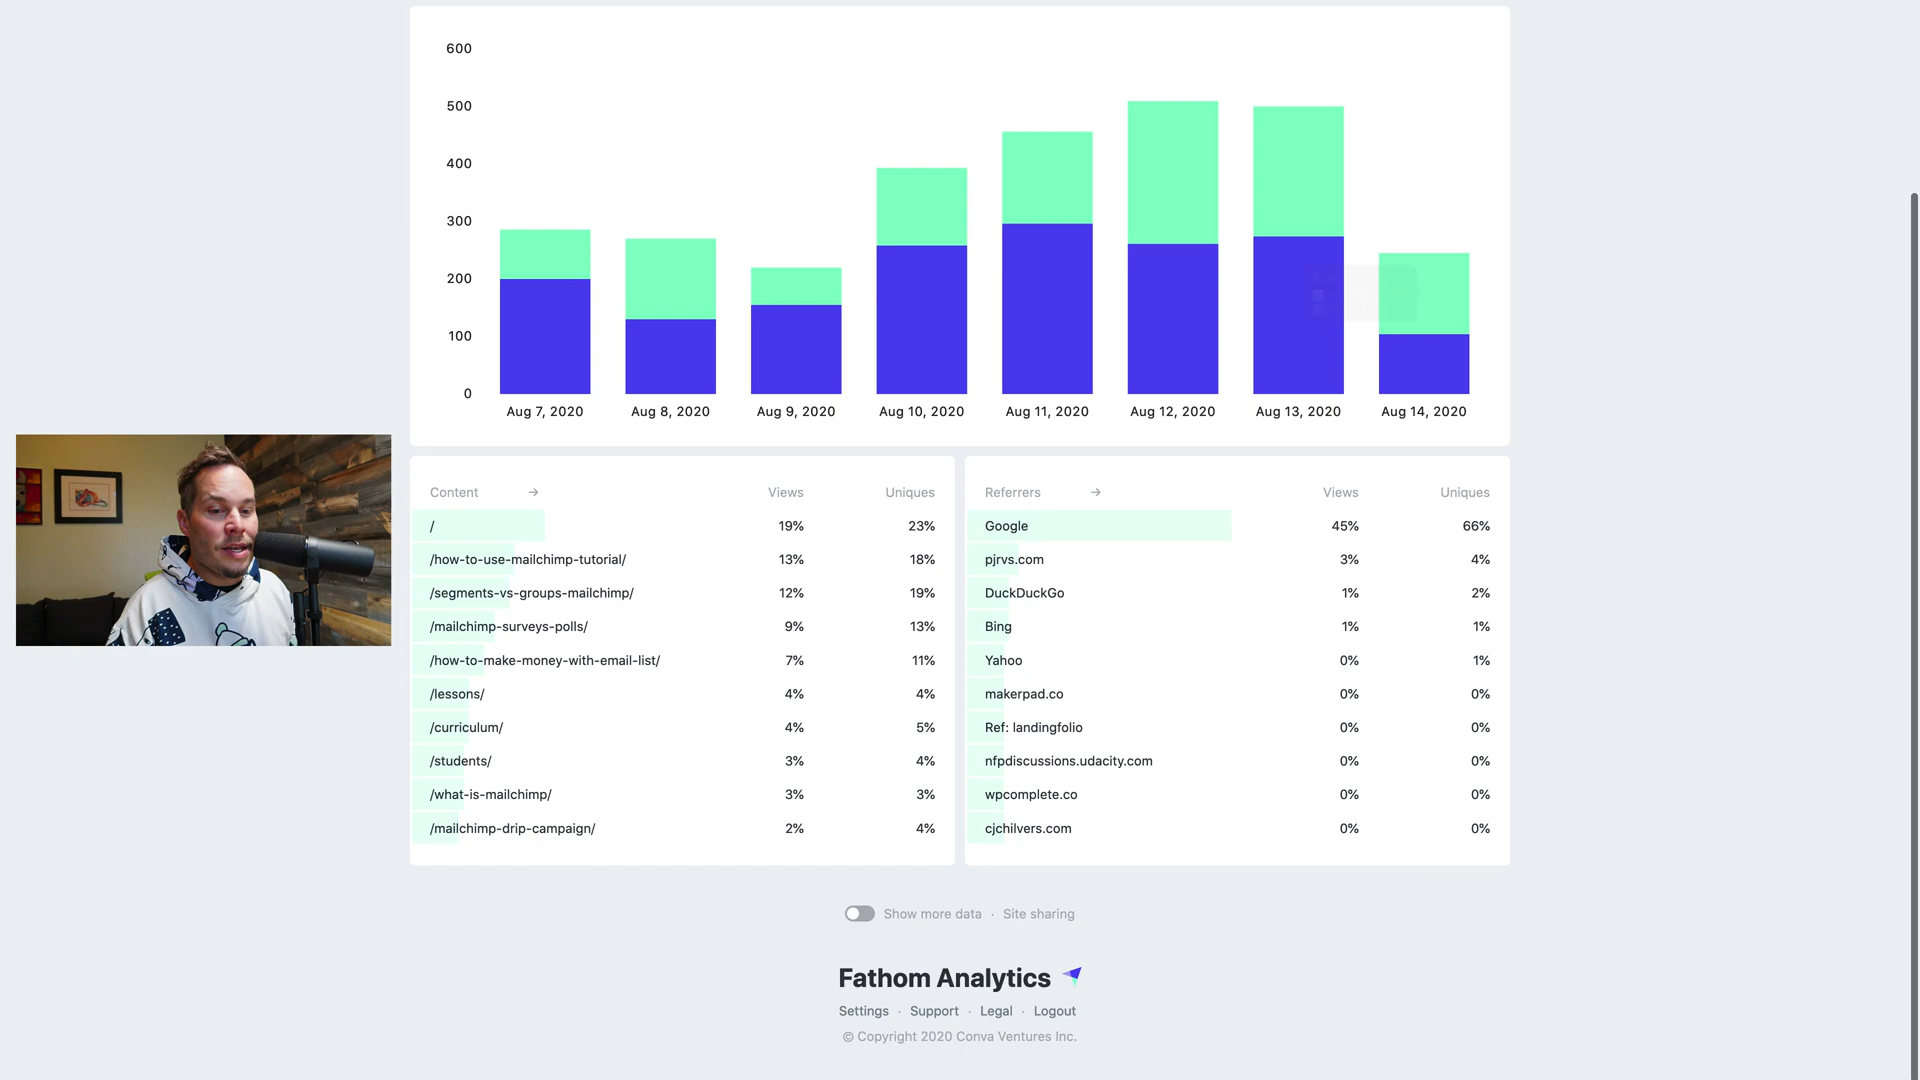 600
500
400
300
200
100
0
Aug 7, 2020 Aug 8, 2020 Aug 9, 2020 Aug 10, 2020 Aug 11, 2020 Aug 12, 2020 Aug 13, 2020 Aug 14, 2020
Content → Views Uniques
/ 19% 23%
/how-to-use-mailchimp-tutorial/ 13% 18%
/segments-vs-groups-mailchimp/ 12% 19%
/mailchimp-surveys-polls/ 9% 13%
/how-to-make-money-with-email-list/ 7% 11%
/lessons/ 4% 4%
/curriculum/ 4% 5%
/students/ 3% 4%
/what-is-mailchimp/ 3% 3%
/mailchimp-drip-campaign/ 2% 4%
Referrers → Views Uniques
Google 45% 66%
pjrvs.com 3% 4%
DuckDuckGo 1% 2%
Bing 1% 1%
Yahoo 0% 1%
makerpad.co 0% 0%
Ref: landingfolio 0% 0%
nfpdiscussions.udacity.com 0% 0%
wpcomplete.co 0% 0%
cjchilvers.com 0% 0%
Show more data · Site sharing
Fathom Analytics
Settings · Support · Legal · Logout
© Copyright 2020 Conva Ventures Inc.